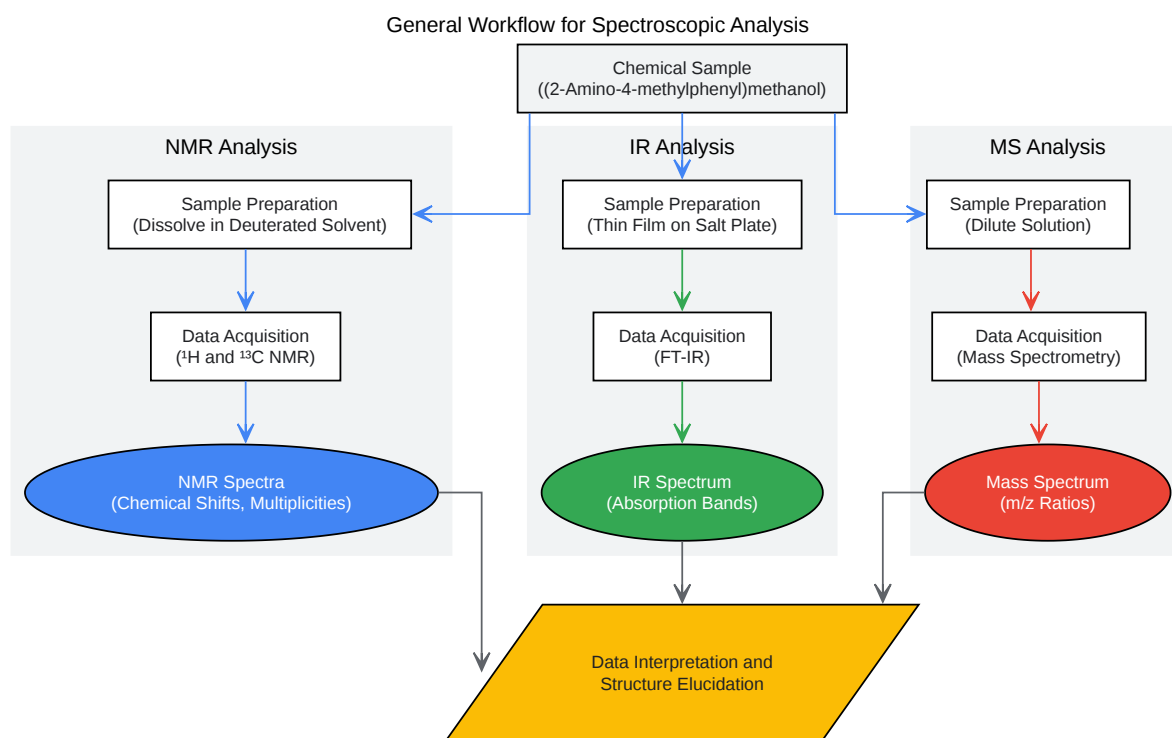 General Workflow for Spectroscopic Analysis
Chemical Sample
((2-Amino-4-methylphenyl)methanol)
NMR Analysis
Sample Preparation
(Dissolve in Deuterated Solvent)
Data Acquisition
(¹H and ¹³C NMR)
NMR Spectra
(Chemical Shifts, Multiplicities)
IR Analysis
Sample Preparation
(Thin Film on Salt Plate)
Data Acquisition
(FT-IR)
IR Spectrum
(Absorption Bands)
MS Analysis
Sample Preparation
(Dilute Solution)
Data Acquisition
(Mass Spectrometry)
Mass Spectrum
(m/z Ratios)
Data Interpretation and
Structure Elucidation